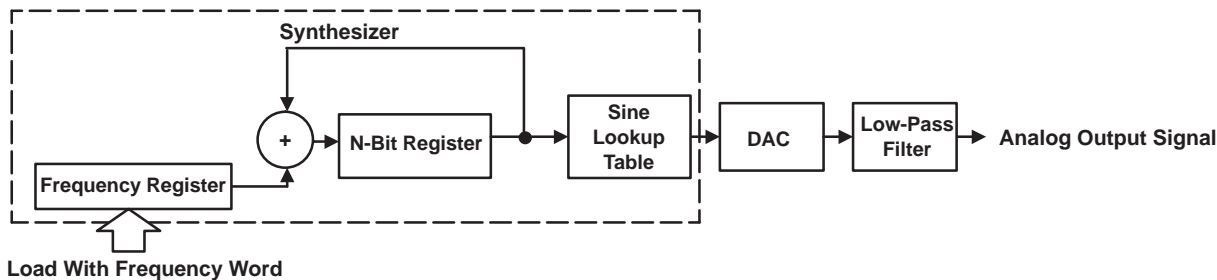 Synthesizer
+
N-Bit Register
Sine
Lookup
Table
DAC
Low-Pass
Filter
Analog Output Signal
Frequency Register
Load With Frequency Word